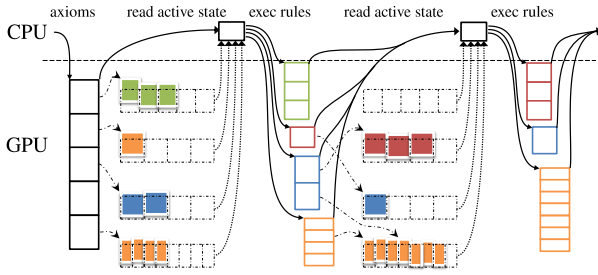 axioms read active state exec rules read active state exec rules
CPU
GPU